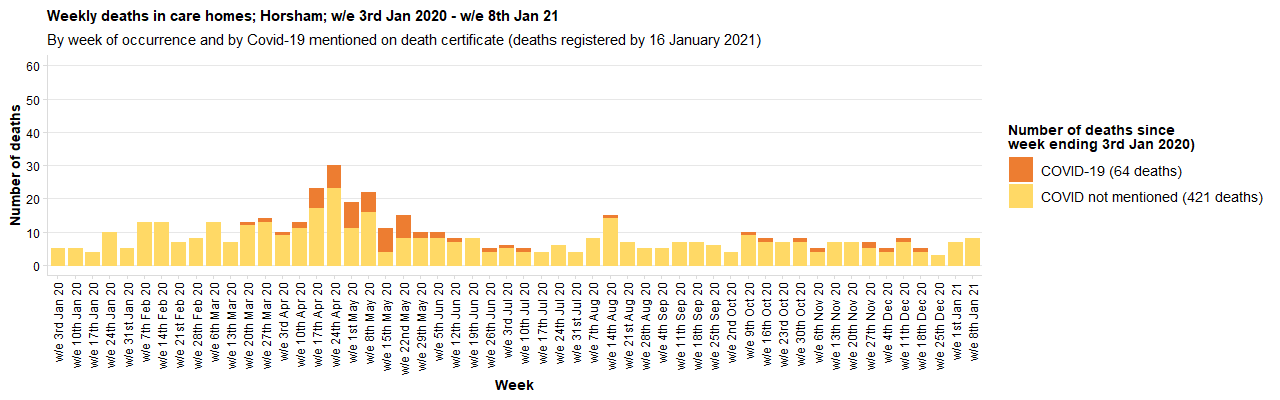 Weekly deaths in care homes; Horsham; w/e 3rd Jan 2020 - w/e 8th Jan 21
By week of occurrence and by Covid-19 mentioned on death certificate (deaths registered by 16 January 2021)
Number of deaths
60
50
40
30
20
10
0
w/e 3rd Jan 20
w/e 10th Jan 20
w/e 17th Jan 20
w/e 24th Jan 20
w/e 31st Jan 20
w/e 7th Feb 20
w/e 14th Feb 20
w/e 21st Feb 20
w/e 28th Feb 20
w/e 6th Mar 20
w/e 13th Mar 20
w/e 20th Mar 20
w/e 27th Mar 20
w/e 3rd Apr 20
w/e 10th Apr 20
w/e 17th Apr 20
w/e 24th Apr 20
w/e 1st May 20
w/e 8th May 20
w/e 15th May 20
w/e 22nd May 20
w/e 29th May 20
w/e 5th Jun 20
w/e 12th Jun 20
w/e 19th Jun 20
w/e 26th Jun 20
w/e 3rd Jul 20
w/e 10th Jul 20
w/e 17th Jul 20
w/e 24th Jul 20
w/e 31st Jul 20
w/e 7th Aug 20
w/e 14th Aug 20
w/e 21st Aug 20
w/e 28th Aug 20
w/e 4th Sep 20
w/e 11th Sep 20
w/e 18th Sep 20
w/e 25th Sep 20
w/e 2nd Oct 20
w/e 9th Oct 20
w/e 16th Oct 20
w/e 23rd Oct 20
w/e 30th Oct 20
w/e 6th Nov 20
w/e 13th Nov 20
w/e 20th Nov 20
w/e 27th Nov 20
w/e 4th Dec 20
w/e 11th Dec 20
w/e 18th Dec 20
w/e 25th Dec 20
w/e 1st Jan 21
w/e 8th Jan 21
Week
Number of deaths since
week ending 3rd Jan 2020)
COVID-19 (64 deaths)
COVID not mentioned (421 deaths)